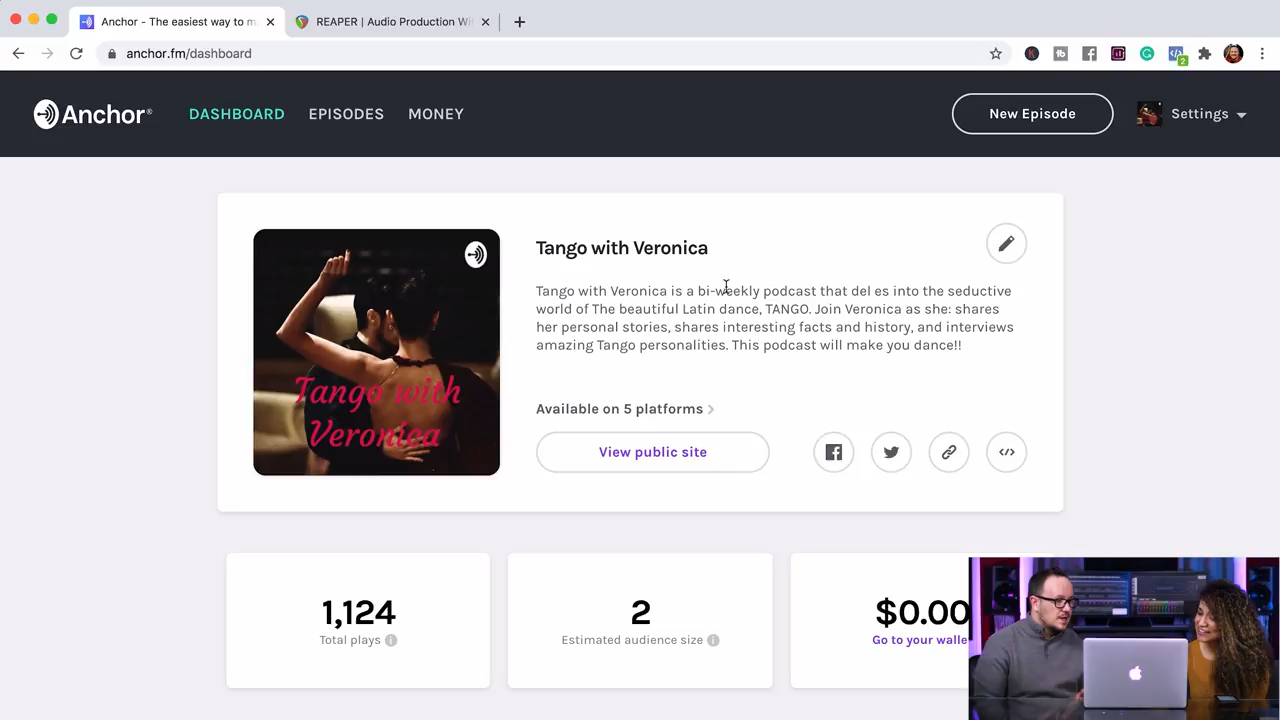 Anchor - The easiest way to m
REAPER | Audio Production Wi
anchor.fm/dashboard
2
Anchor®
DASHBOARD
EPISODES
MONEY
New Episode
Settings
Tango with Veronica
Tango with Veronica is a bi-weekly podcast that del es into the seductive
world of The beautiful Latin dance, TANGO. Join Veronica as she: shares
her personal stories, shares interesting facts and history, and interviews
amazing Tango personalities. This podcast will make you dance!!
Tango with
Veronica
Available on 5 platforms
View public site
1,124
Total plays
2
Estimated audience size
$0.00
Go to your walle